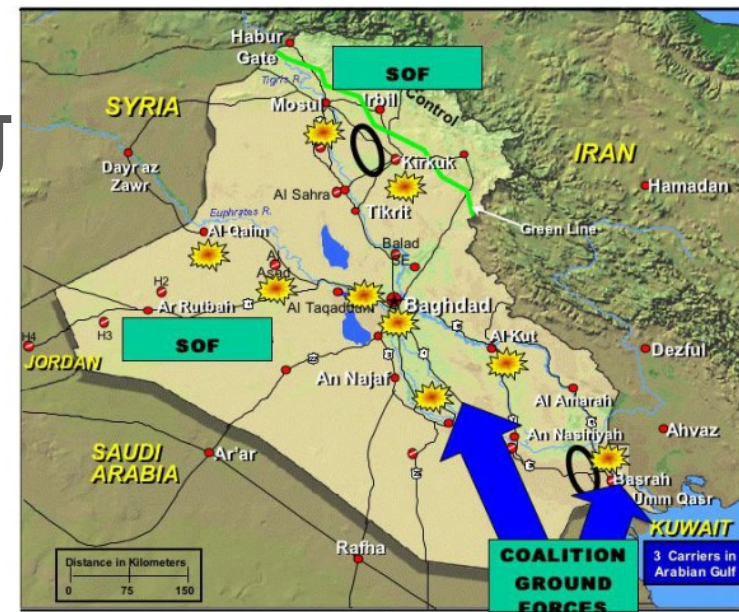 Habur
Gate
SOF
Tigris R.
SYRIA
Mosul
Irbil
Control
IRAN
Dayr az
Zawr
Kirkuk
Hamadan
Al Sahra
Euphrates R.
Tikrit
Green Line
Al Qaim
Balad
SE
Al
Asad
H2
Ar Rutbah
Al Taqaddum
Baghdad
H3
H4
SOF
Al Kut
Dezful
JORDAN
An Najaf
Al Amarah
An Nasiriyah
Ahvaz
SAUDI
ARABIA
Ar'ar
Basrah
Umm Qasr
KUWAIT
Rafha
COALITION
GROUND
FORCES
3 Carriers in
Arabian Gulf
Distance in Kilometers
0 75 150